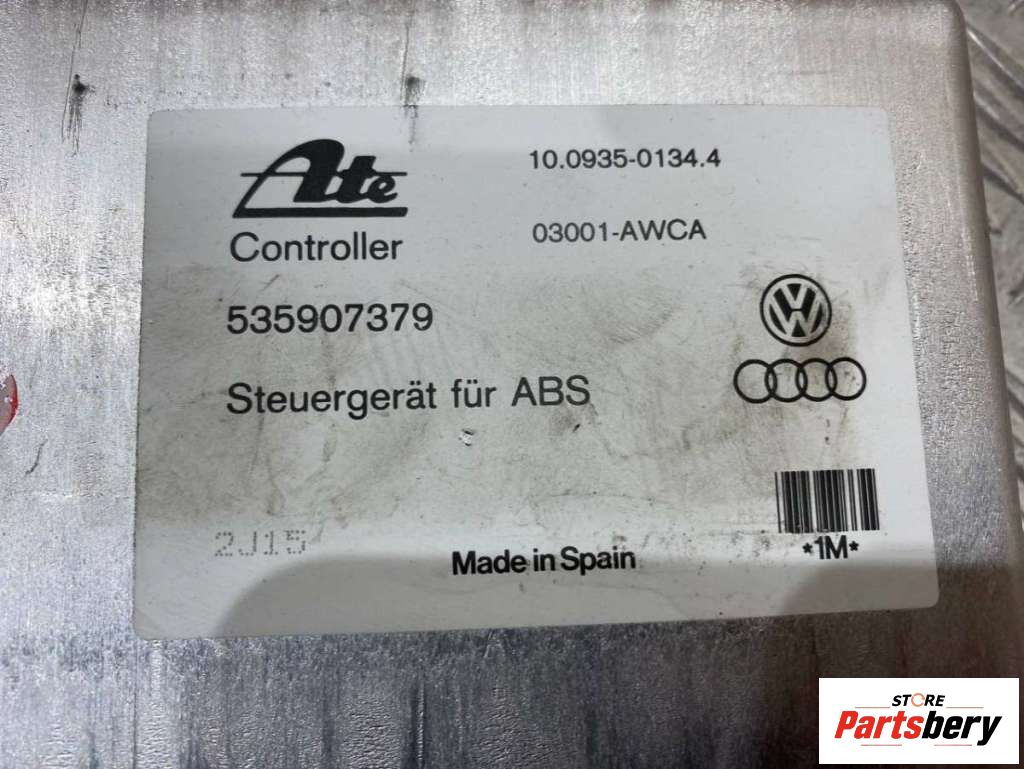 Ate
10.0935-0134.4
Controller
03001-AWCA
535907379
Steuergerät für ABS
2J15
Made in Spain
*1M*
STORE
Partsbery